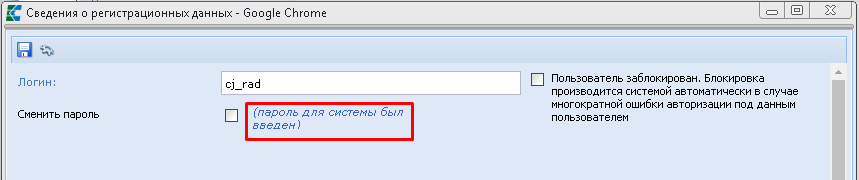 Сведения о регистрационных данных - Google Chrome
Логин:
cj_rad
Пользователь заблокирован. Блокировка
производится системой автоматически в случае
многократной ошибки авторизации под данным
пользователем
Сменить пароль
(пароль для системы был
введен)